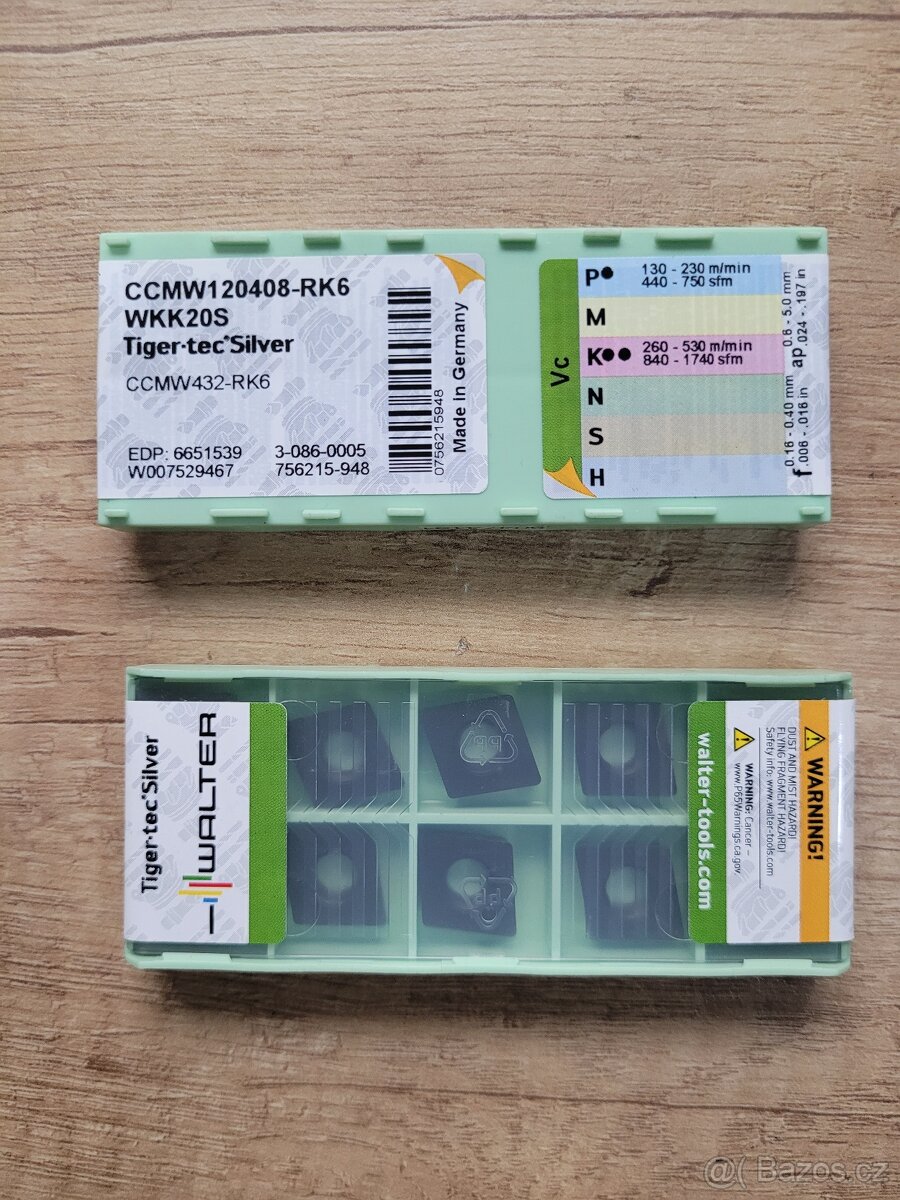 CCMW120408-RK6
WKK20S
Tiger·tec®Silver
CCMW432-RK6
EDP: 6651539 3-086-0005
W007529467 756215-948
0756215948
Made in Germany
Vc
P● 130 - 230 m/min
440 - 750 sfm
M
K●● 260 - 530 m/min
840 - 1740 sfm
N
S
H
0.6 - 5.0 mm
ap .024 - .197 in
0.16 - 0.40 mm
f .006 - .016 in
Tiger·tec®Silver
WALTER
walter-tools.com
WARNING!
DUST AND MIST HAZARD!
FLYING FRAGMENT HAZARD!
Safety info: www.walter-tools.com
WARNING: Cancer –
www.P65Warnings.ca.gov
PP
PP
@( Bazos.cz